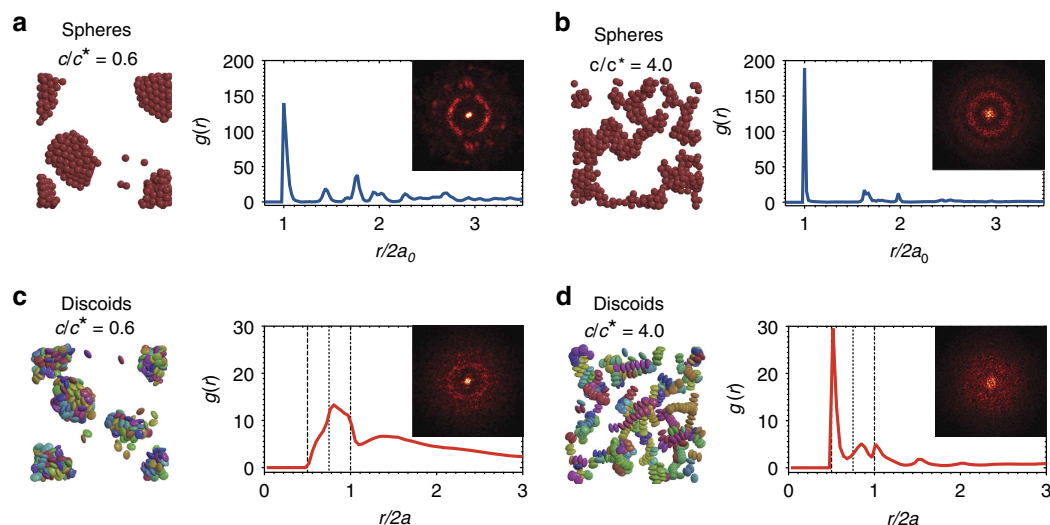 a
Spheres
c/c* = 0.6
g(r)
200
150
100
50
0
1
2
3
r/2a₀
b
Spheres
c/c* = 4.0
g(r)
200
150
100
50
0
1
2
3
r/2a₀
c
Discoids
c/c* = 0.6
g(r)
30
20
10
0
0
1
2
3
r/2a
d
Discoids
c/c* = 4.0
g(r)
30
20
10
0
0
1
2
3
r/2a